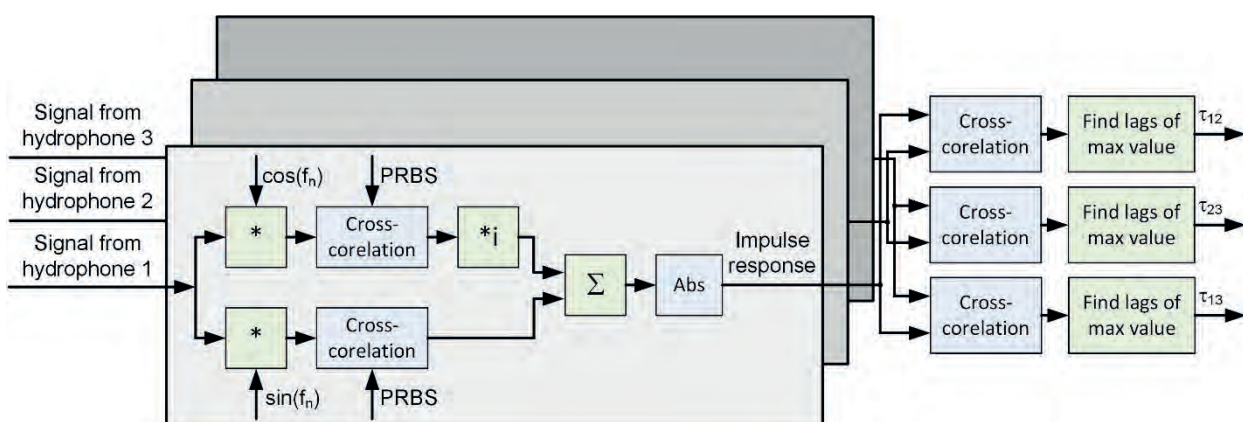 Signal from
hydrophone 3
Signal from
hydrophone 2
Signal from
hydrophone 1
cos(fₙ)
PRBS
*
Cross-
corelation
*i
*
Cross-
corelation
sin(fₙ)
PRBS
Σ
Abs
Impulse
response
Cross-
corelation
Find lags of
max value
τ₁₂
Cross-
corelation
Find lags of
max value
τ₂₃
Cross-
corelation
Find lags of
max value
τ₁₃